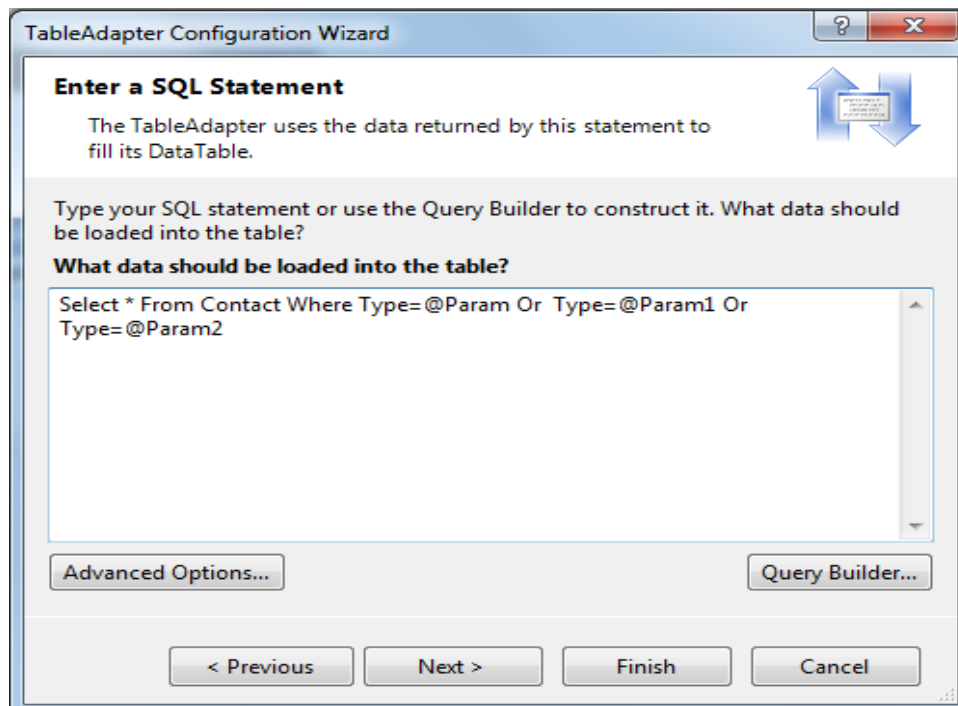 TableAdapter Configuration Wizard
Enter a SQL Statement
The TableAdapter uses the data returned by this statement to
fill its DataTable.
Type your SQL statement or use the Query Builder to construct it. What data should
be loaded into the table?
What data should be loaded into the table?
Select * From Contact Where Type=@Param Or  Type=@Param1 Or
Type=@Param2
Advanced Options...
Query Builder...
< Previous
Next >
Finish
Cancel